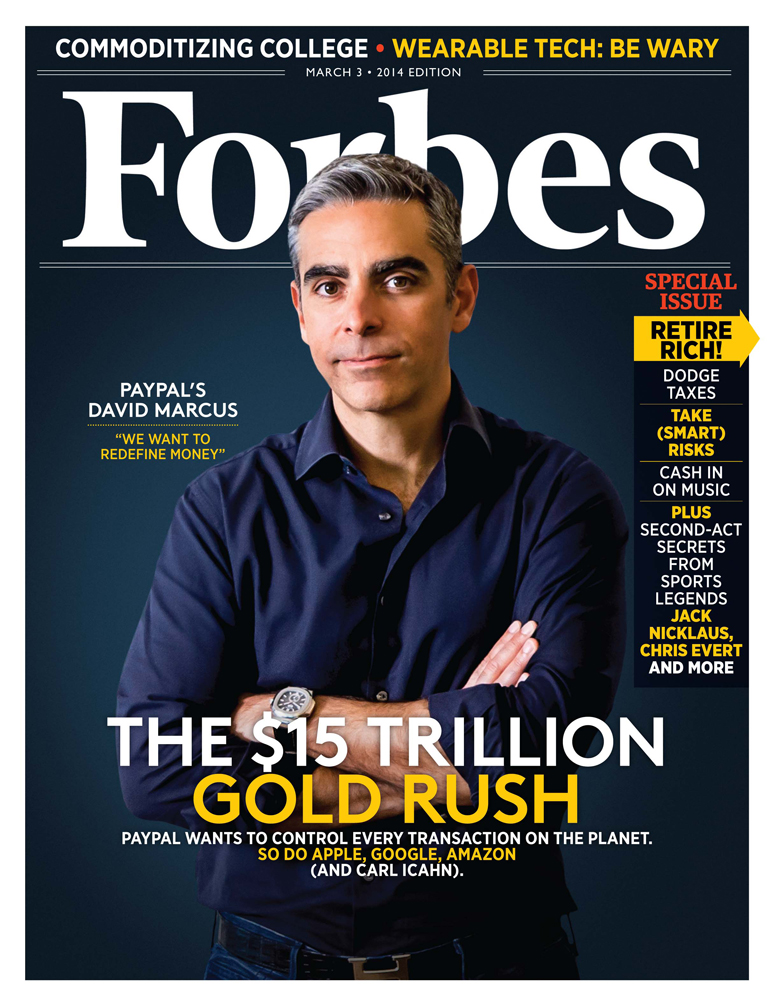 COMMODITIZING COLLEGE • WEARABLE TECH: BE WARY
MARCH 3 • 2014 EDITION
Forbes
SPECIAL
ISSUE
RETIRE
RICH!
DODGE
TAXES
TAKE
(SMART)
RISKS
CASH IN
ON MUSIC
PLUS
SECOND-ACT
SECRETS
FROM
SPORTS
LEGENDS
JACK
NICKLAUS,
CHRIS EVERT
AND MORE
PAYPAL'S
DAVID MARCUS
“WE WANT TO
REDEFINE MONEY”
THE $15 TRILLION
GOLD RUSH
PAYPAL WANTS TO CONTROL EVERY TRANSACTION ON THE PLANET.
SO DO APPLE, GOOGLE, AMAZON
(AND CARL ICAHN).